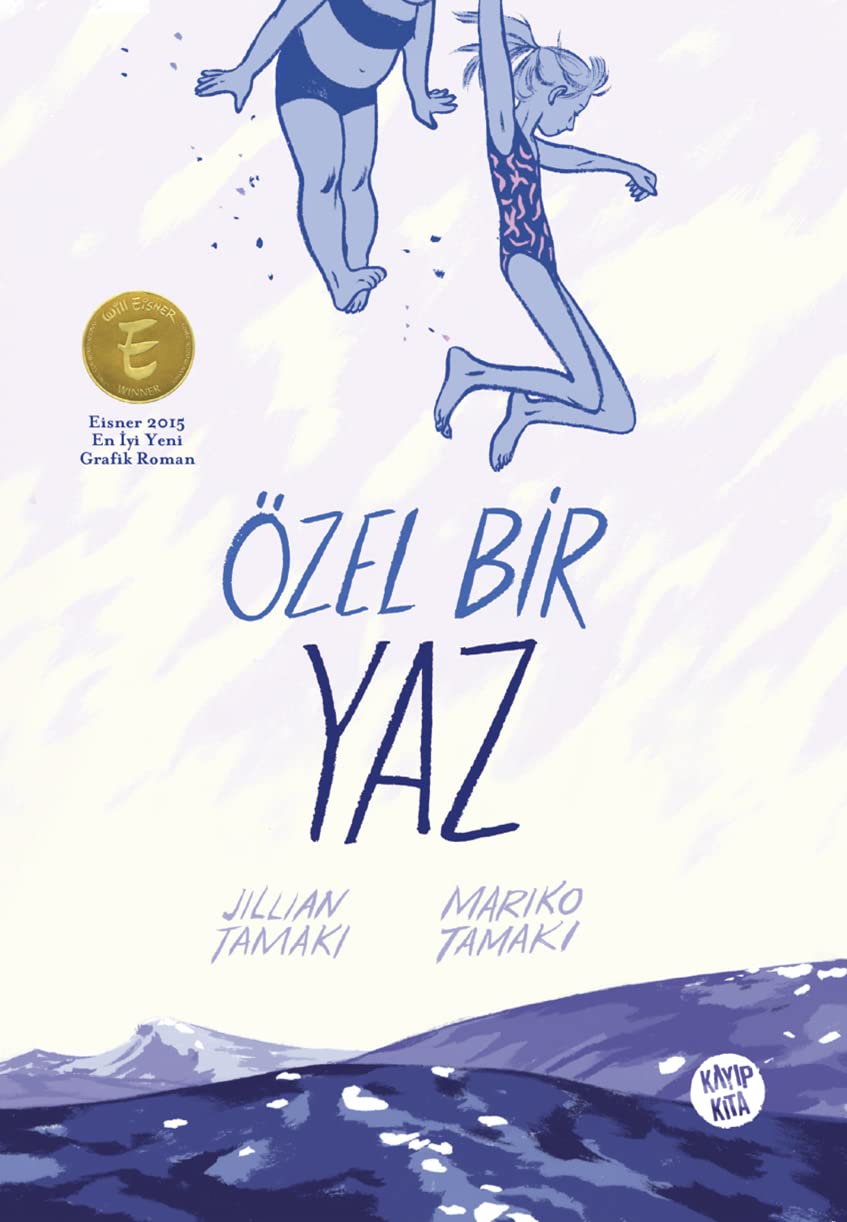 WILL EISNER
E
WINNER
Eisner 2015
En İyi Yeni
Grafik Roman
ÖZEL BİR
YAZ
JILLIAN
TAMAKI
MARIKO
TAMAKI
KAYIP
KITA